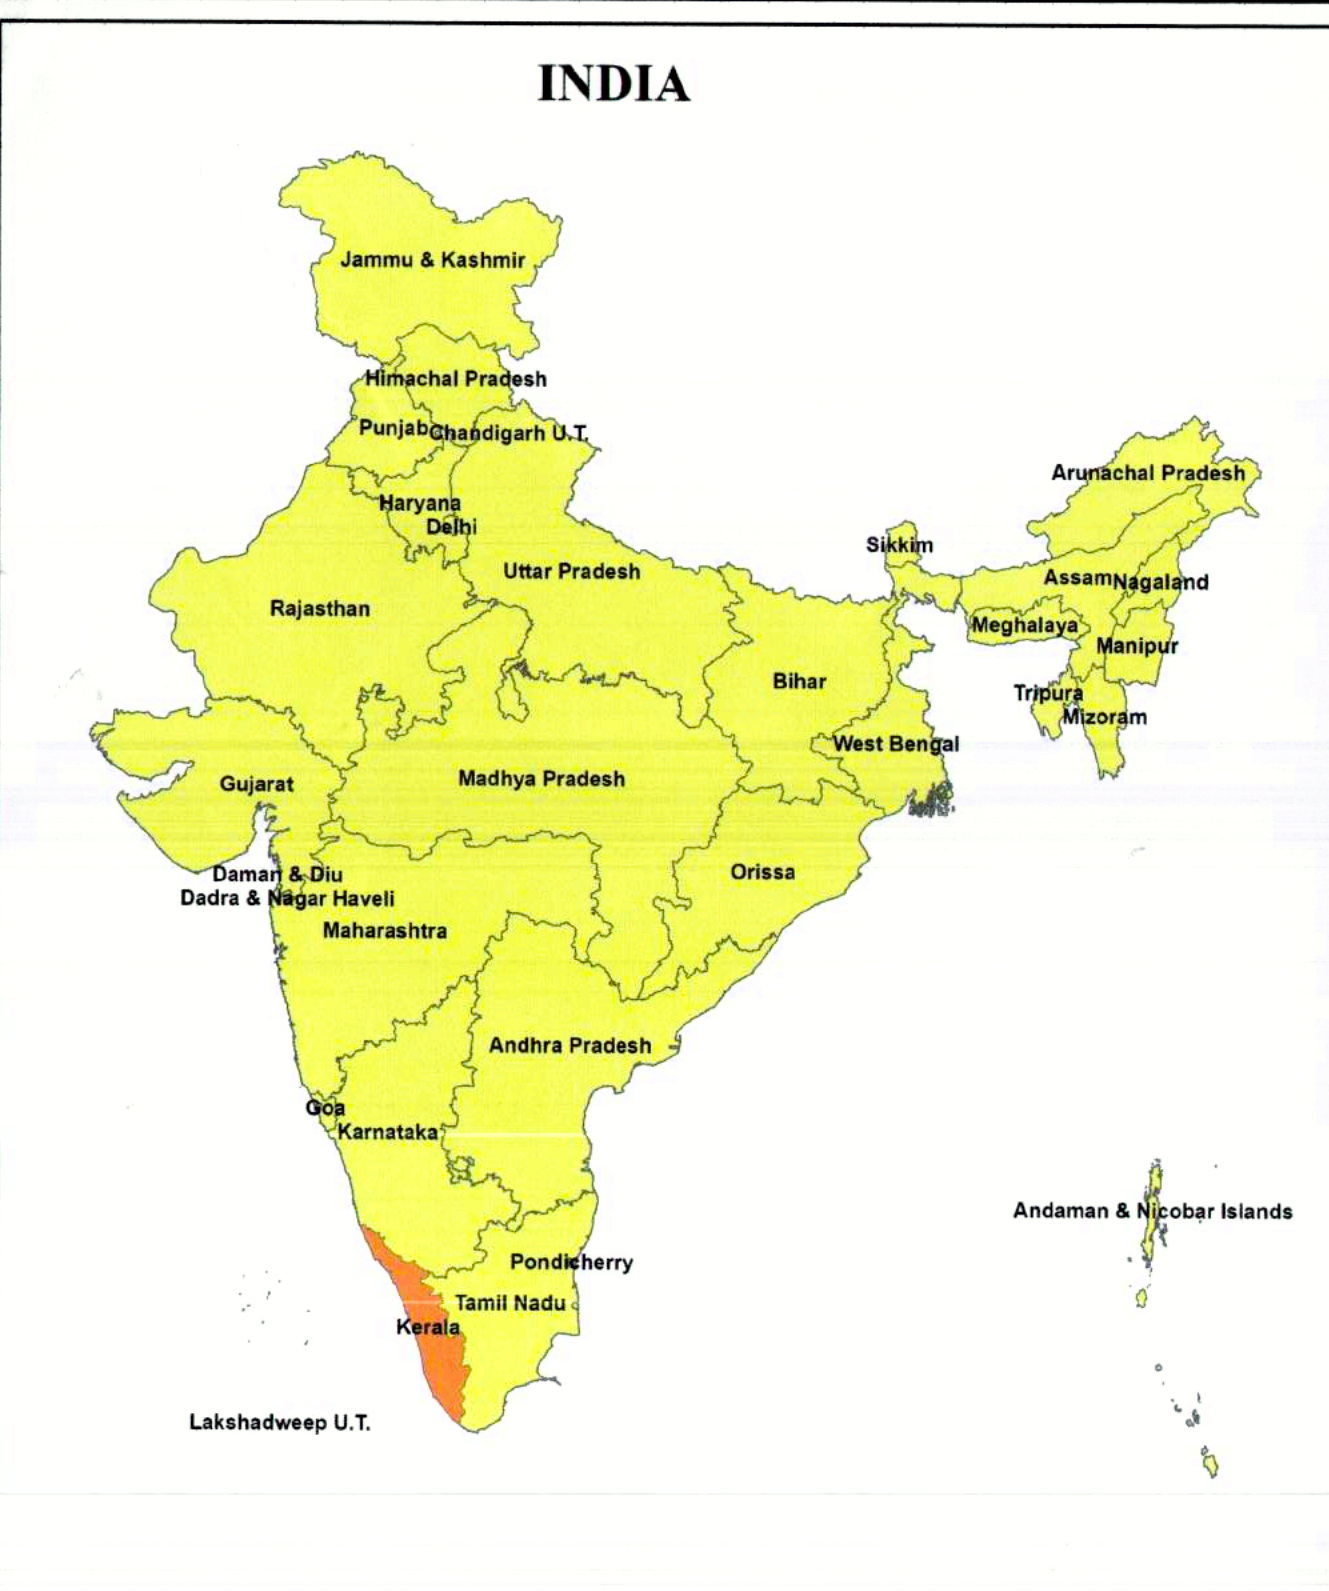 INDIA
Jammu & Kashmir
Himachal Pradesh
Punjab
Chandigarh U.T.
Arunachal Pradesh
Haryana
Delhi
Sikkim
Uttar Pradesh
Assam
Nagaland
Rajasthan
Meghalaya
Manipur
Bihar
Tripura
Mizoram
West Bengal
Madhya Pradesh
Gujarat
Orissa
Daman & Diu
Dadra & Nagar Haveli
Maharashtra
Andhra Pradesh
Goa
Karnataka
Andaman & Nicobar Islands
Pondicherry
Tamil Nadu
Kerala
Lakshadweep U.T.